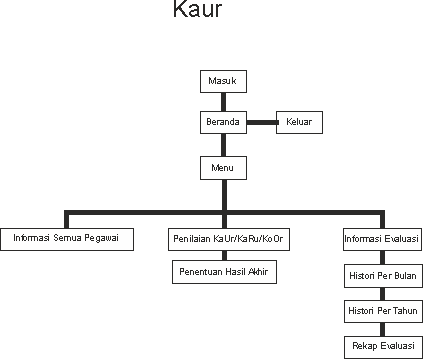 Kaur
Masuk
Beranda
Keluar
Menu
Informasi Semua Pegawai
Penilaian KaUr/KaRu/KoOr
Informasi Evaluasi
Penentuan Hasil Akhir
Histori Per Bulan
Histori Per Tahun
Rekap Evaluasi